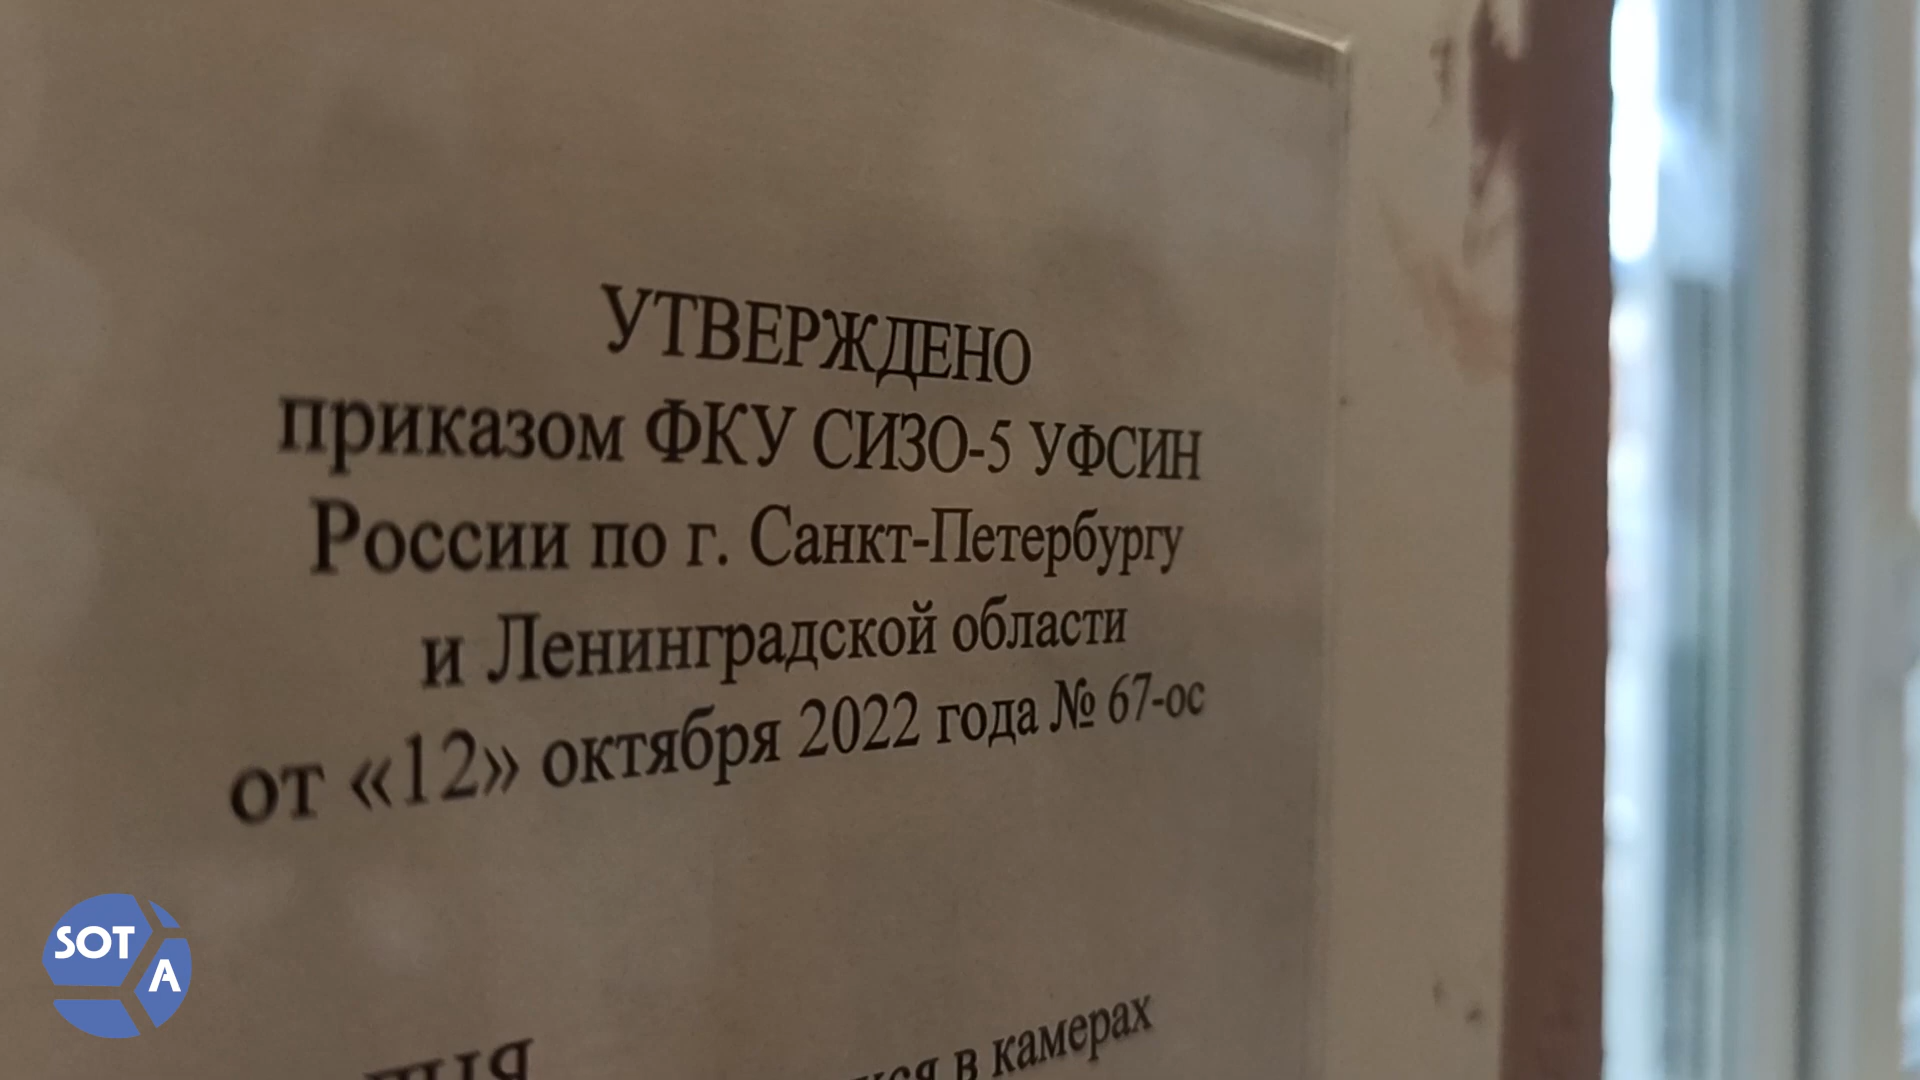 УТВЕРЖДЕНО
приказом ФКУ СИЗО-5 УФСИН
России по г. Санкт-Петербургу
и Ленинградской области
от «12» октября 2022 года № 67-ос
в камерах
SOT
A